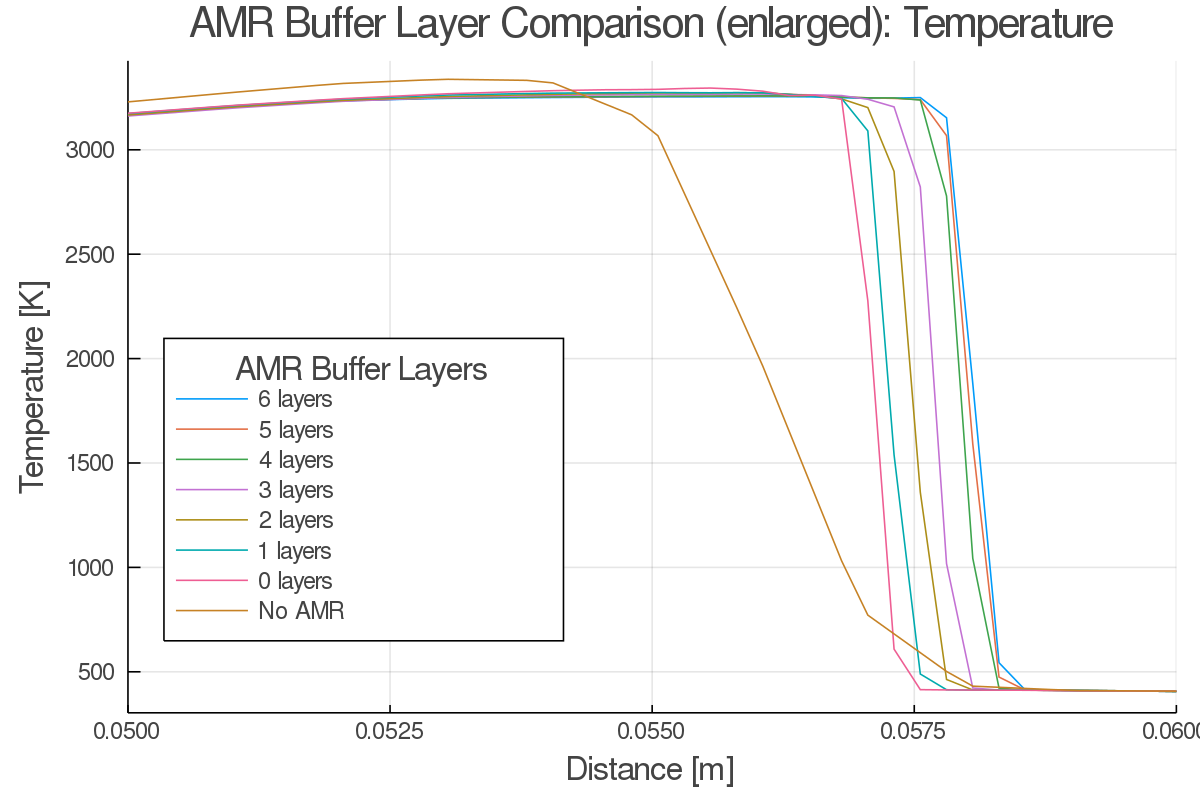 AMR Buffer Layer Comparison (enlarged): Temperature
Temperature [K]
3000
2500
2000
1500
1000
500
AMR Buffer Layers
6 layers
5 layers
4 layers
3 layers
2 layers
1 layers
0 layers
No AMR
0.0500 0.0525 0.0550 0.0575 0.0600
Distance [m]